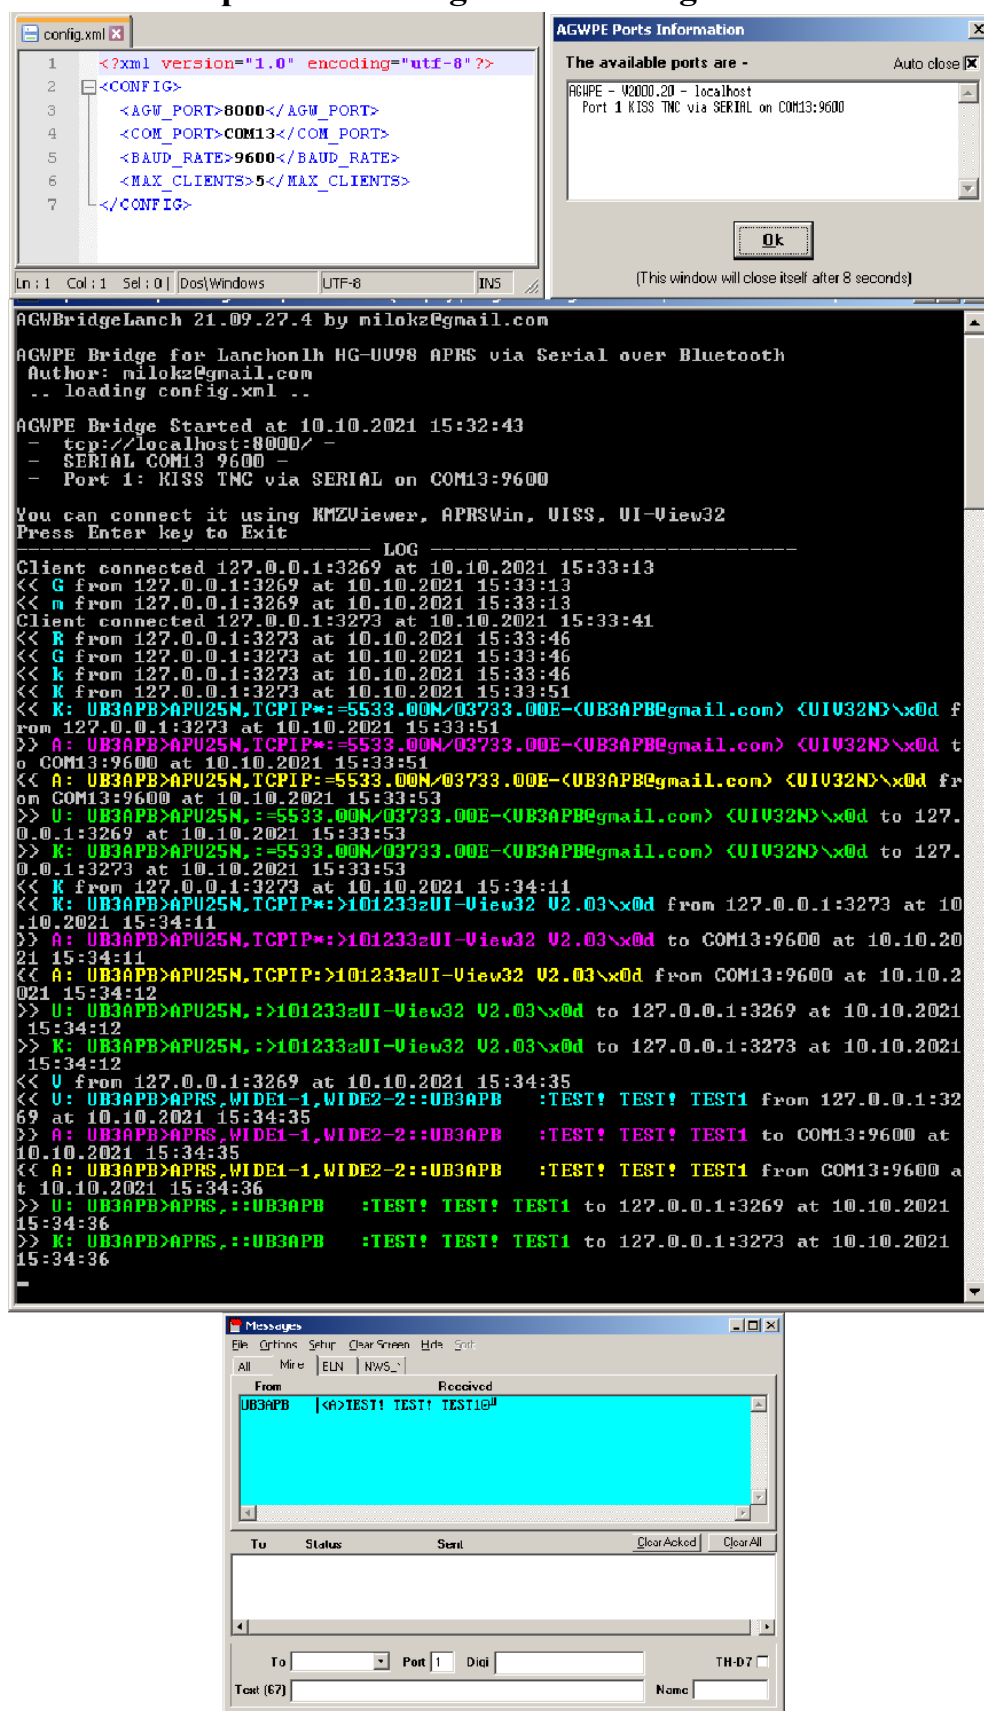 config.xml
1 <?xml version="1.0" encoding="utf-8"?>
2 <CONFIG>
3 <AGW_PORT>8000</AGW_PORT>
4 <COM_PORT>COM13</COM_PORT>
5 <BAUD_RATE>9600</BAUD_RATE>
6 <MAX_CLIENTS>5</MAX_CLIENTS>
7 </CONFIG>
Ln : 1 Col : 1 Sel : 0 | Dos\Windows UTF-8 INS
AGWPE Ports Information
The available ports are - Auto close
AGWPE - V2000.20 - localhost
Port 1 KISS TNC via SERIAL on COM13:9600
Ok
(This window will close itself after 8 seconds)
AGWBridgeLanch 21.09.27.4 by milokz@gmail.com
AGWPE Bridge for Lanchonlh HG-UV98 APRS via Serial over Bluetooth
Author: milokz@gmail.com
.. loading config.xml ..
AGWPE Bridge Started at 10.10.2021 15:32:43
- tcp://localhost:8000/ -
- SERIAL COM13 9600 -
- Port 1: KISS TNC via SERIAL on COM13:9600
You can connect it using KMZViewer, APRSWin, UISS, UI-View32
Press Enter key to Exit
------------------------------ LOG -------------------------------
Client connected 127.0.0.1:3269 at 10.10.2021 15:33:13
<< G from 127.0.0.1:3269 at 10.10.2021 15:33:13
<< m from 127.0.0.1:3269 at 10.10.2021 15:33:13
Client connected 127.0.0.1:3273 at 10.10.2021 15:33:41
<< R from 127.0.0.1:3273 at 10.10.2021 15:33:46
<< G from 127.0.0.1:3273 at 10.10.2021 15:33:46
<< k from 127.0.0.1:3273 at 10.10.2021 15:33:46
<< K from 127.0.0.1:3273 at 10.10.2021 15:33:51
<< K: UB3APB>APU25N,TCPIP*:=5533.00N/03733.00E-<UB3APB@gmail.com> {UIV32N}\x0d f
rom 127.0.0.1:3273 at 10.10.2021 15:33:51
>> A: UB3APB>APU25N,TCPIP*:=5533.00N/03733.00E-<UB3APB@gmail.com> {UIV32N}\x0d t
o COM13:9600 at 10.10.2021 15:33:51
<< A: UB3APB>APU25N,TCPIP:=5533.00N/03733.00E-<UB3APB@gmail.com> {UIV32N}\x0d fr
om COM13:9600 at 10.10.2021 15:33:53
>> U: UB3APB>APU25N,:=5533.00N/03733.00E-<UB3APB@gmail.com> {UIV32N}\x0d to 127.
0.0.1:3269 at 10.10.2021 15:33:53
>> K: UB3APB>APU25N,:=5533.00N/03733.00E-<UB3APB@gmail.com> {UIV32N}\x0d to 127.
0.0.1:3273 at 10.10.2021 15:33:53
<< K from 127.0.0.1:3273 at 10.10.2021 15:34:11
<< K: UB3APB>APU25N,TCPIP*:>101233zUI-View32 V2.03\x0d from 127.0.0.1:3273 at 10
.10.2021 15:34:11
>> A: UB3APB>APU25N,TCPIP*:>101233zUI-View32 V2.03\x0d to COM13:9600 at 10.10.20
21 15:34:11
<< A: UB3APB>APU25N,TCPIP:>101233zUI-View32 V2.03\x0d from COM13:9600 at 10.10.2
021 15:34:12
>> U: UB3APB>APU25N,:>101233zUI-View32 V2.03\x0d to 127.0.0.1:3269 at 10.10.2021
15:34:12
>> K: UB3APB>APU25N,:>101233zUI-View32 V2.03\x0d to 127.0.0.1:3273 at 10.10.2021
15:34:12
<< V from 127.0.0.1:3269 at 10.10.2021 15:34:35
<< V: UB3APB>APRS,WIDE1-1,WIDE2-2::UB3APB   :TEST! TEST! TEST1 from 127.0.0.1:32
69 at 10.10.2021 15:34:35
>> A: UB3APB>APRS,WIDE1-1,WIDE2-2::UB3APB   :TEST! TEST! TEST1 to COM13:9600 at
10.10.2021 15:34:35
<< A: UB3APB>APRS,WIDE1-1,WIDE2-2::UB3APB   :TEST! TEST! TEST1 from COM13:9600 a
t 10.10.2021 15:34:36
>> U: UB3APB>APRS,::UB3APB   :TEST! TEST! TEST1 to 127.0.0.1:3269 at 10.10.2021
15:34:36
>> K: UB3APB>APRS,::UB3APB   :TEST! TEST! TEST1 to 127.0.0.1:3273 at 10.10.2021
15:34:36
Messages
File Options Setup Clear Screen Hide Sort
All Mine ELN
From Received
UB3APB <A>TEST! TEST! TEST1
To Status Sent Clear Acked Clear All
To Port 1 Digi TH-D7
Text (67) Name